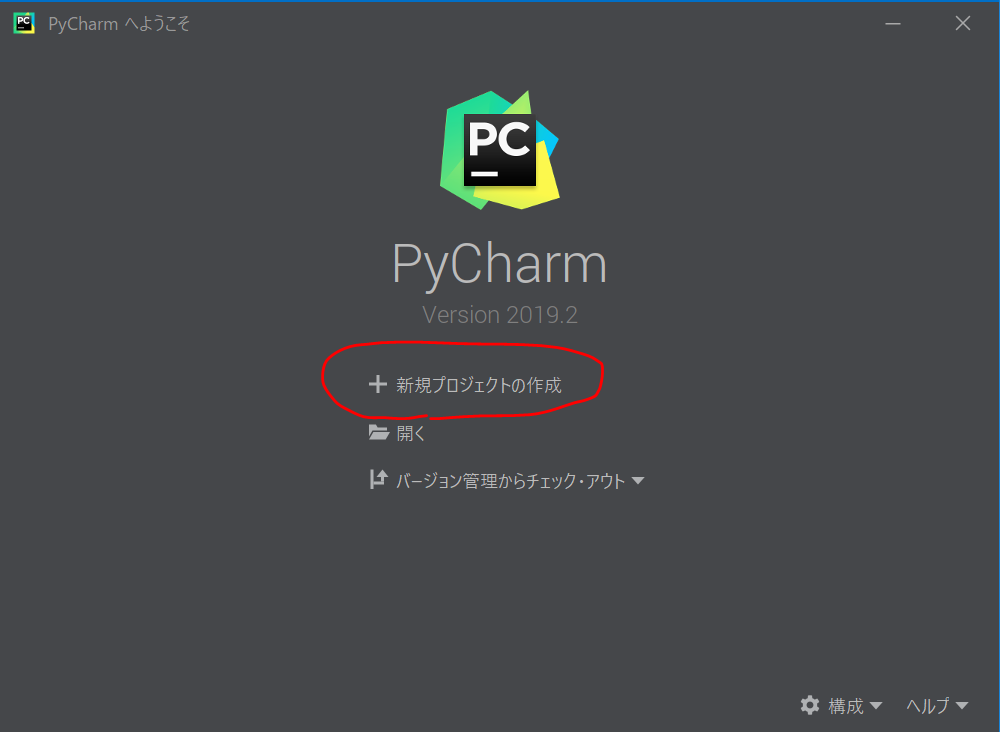 PyCharm へようこそ
PC
PyCharm
Version 2019.2
新規プロジェクトの作成
開く
バージョン管理からチェック・アウト
構成 ヘルプ